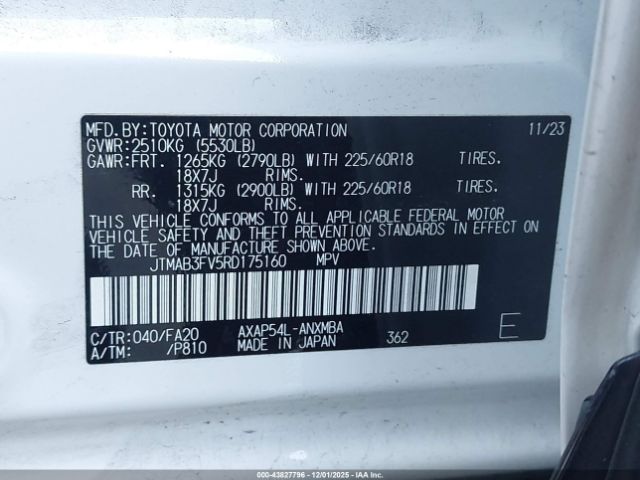 MFD.BY:TOYOTA MOTOR CORPORATION 11/23
GVWR:2510KG (5530LB)
GAWR:FRT. 1265KG (2790LB) WITH 225/60R18 TIRES.
18X7J RIMS.
RR. 1315KG (2900LB) WITH 225/60R18 TIRES.
18X7J RIMS.
THIS VEHICLE CONFORMS TO ALL APPLICABLE FEDERAL MOTOR
VEHICLE SAFETY AND THEFT PREVENTION STANDARDS IN EFFECT ON
THE DATE OF MANUFACTURE SHOWN ABOVE.
JTMAB3FV5RD175160 MPV
C/TR:040/FA20 AXAP54L-ANXMBA
A/TM: /P810 MADE IN JAPAN 362 E
000-43827796 - 12/01/2025 - IAAI.COM